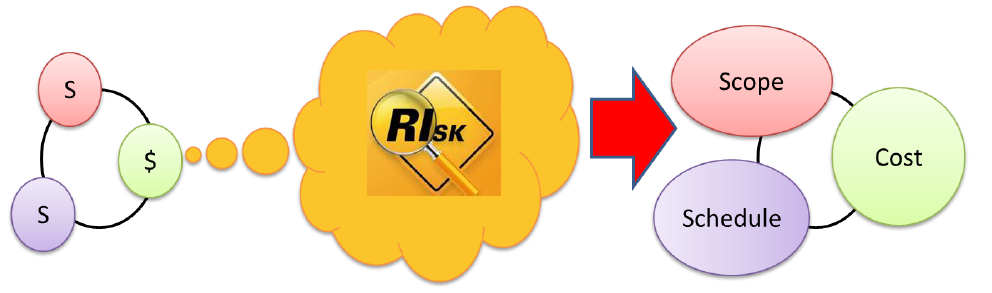 S
$
S
RISK
Scope
Cost
Schedule